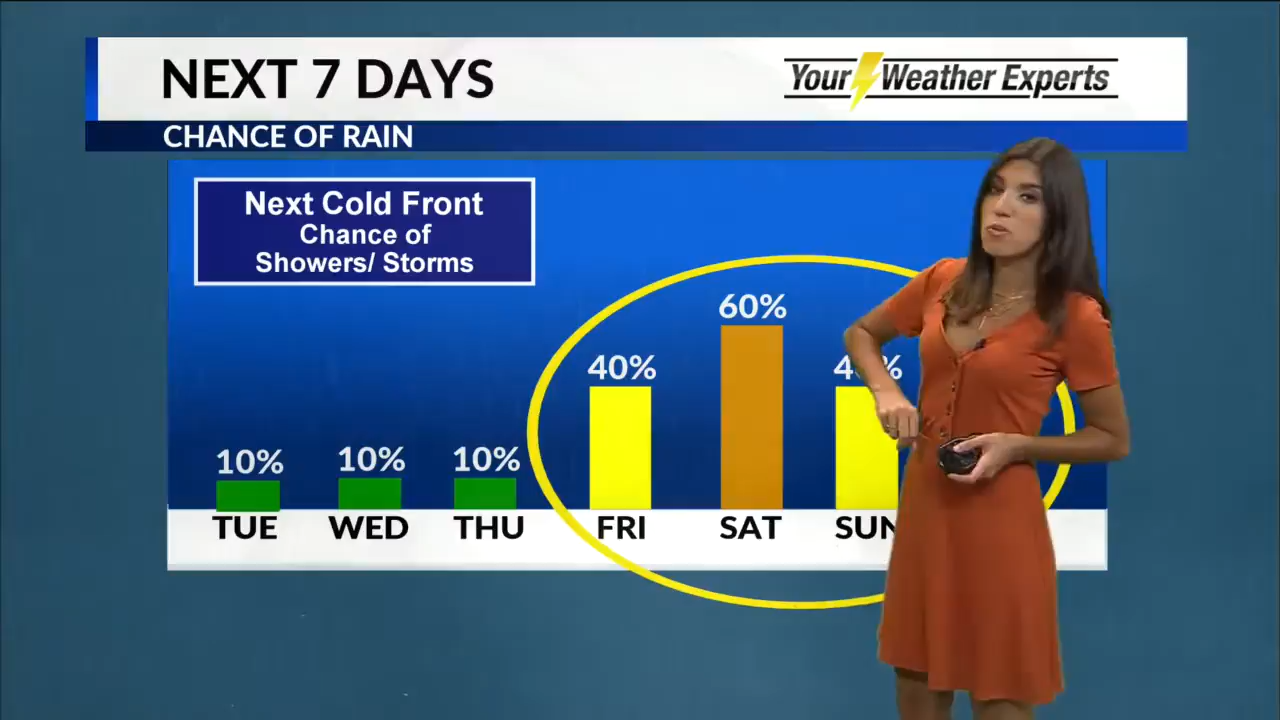 NEXT 7 DAYS
Your Weather Experts
CHANCE OF RAIN
Next Cold Front
Chance of
Showers/ Storms
60%
40%
10% 10% 10%
TUE WED THU FRI SAT SUN